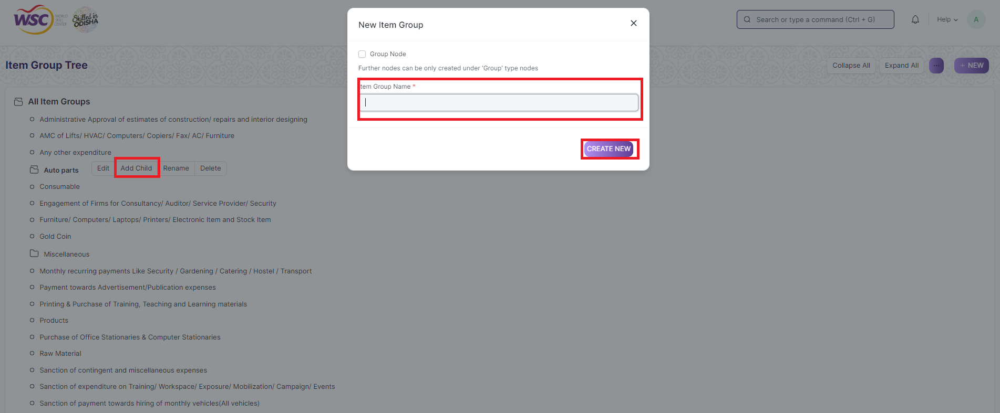 WSC WORLD SKILL CENTER
Skilled in ODISHA
Search or type a command (Ctrl + G)
Help
A
Item Group Tree
Collapse All
Expand All
...
+ NEW
New Item Group
Group Node
Further nodes can be only created under 'Group' type nodes
tem Group Name *
CREATE NEW
All Item Groups
Administrative Approval of estimates of construction/ repairs and interior designing
AMC of Lifts/ HVAC/ Computers/ Copiers/ Fax/ AC/ Furniture
Any other expenditure
Auto parts Edit Add Child Rename Delete
Consumable
Engagement of Firms for Consultancy/ Auditor/ Service Provider/ Security
Furniture/ Computers/ Laptops/ Printers/ Electronic Item and Stock Item
Gold Coin
Miscellaneous
Monthly recurring payments Like Security / Gardening / Catering / Hostel / Transport
Payment towards Advertisement/Publication expenses
Printing & Purchase of Training, Teaching and Learning materials
Products
Purchase of Office Stationaries & Computer Stationaries
Raw Material
Sanction of contingent and miscellaneous expenses
Sanction of expenditure on Training/ Workspace/ Exposure/ Mobilization/ Campaign/ Events
Sanction of payment towards hiring of monthly vehicles(All vehicles)